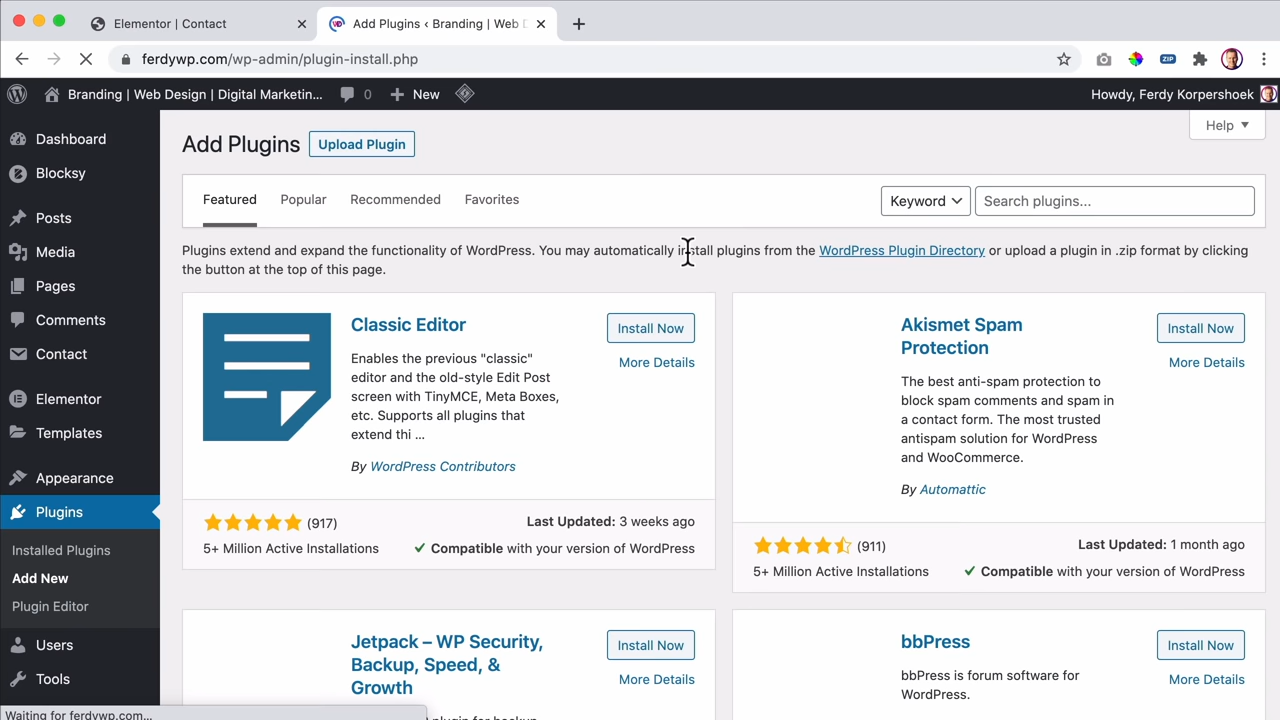 Elementor | Contact
Add Plugins ‹ Branding | Web D
ferdywp.com/wp-admin/plugin-install.php
ZIP
Branding | Web Design | Digital Marketin... 0 New
Howdy, Ferdy Korpershoek
Dashboard
Blocksy
Posts
Media
Pages
Comments
Contact
Elementor
Templates
Appearance
Plugins
Installed Plugins
Add New
Plugin Editor
Users
Tools
Help
Add Plugins Upload Plugin
Featured Popular Recommended Favorites
Keyword Search plugins...
Plugins extend and expand the functionality of WordPress. You may automatically install plugins from the WordPress Plugin Directory or upload a plugin in .zip format by clicking
the button at the top of this page.
Classic Editor
Install Now
More Details
Enables the previous "classic"
editor and the old-style Edit Post
screen with TinyMCE, Meta Boxes,
etc. Supports all plugins that
extend thi ...
By WordPress Contributors
(917)
Last Updated: 3 weeks ago
5+ Million Active Installations
Compatible with your version of WordPress
Akismet Spam
Protection
Install Now
More Details
The best anti-spam protection to
block spam comments and spam in
a contact form. The most trusted
antispam solution for WordPress
and WooCommerce.
By Automattic
(911)
Last Updated: 1 month ago
5+ Million Active Installations
Compatible with your version of WordPress
Jetpack – WP Security,
Backup, Speed, &
Growth
Install Now
More Details
plugin for backup,
bbPress
Install Now
More Details
bbPress is forum software for
WordPress.
Waiting for ferdywp.com...